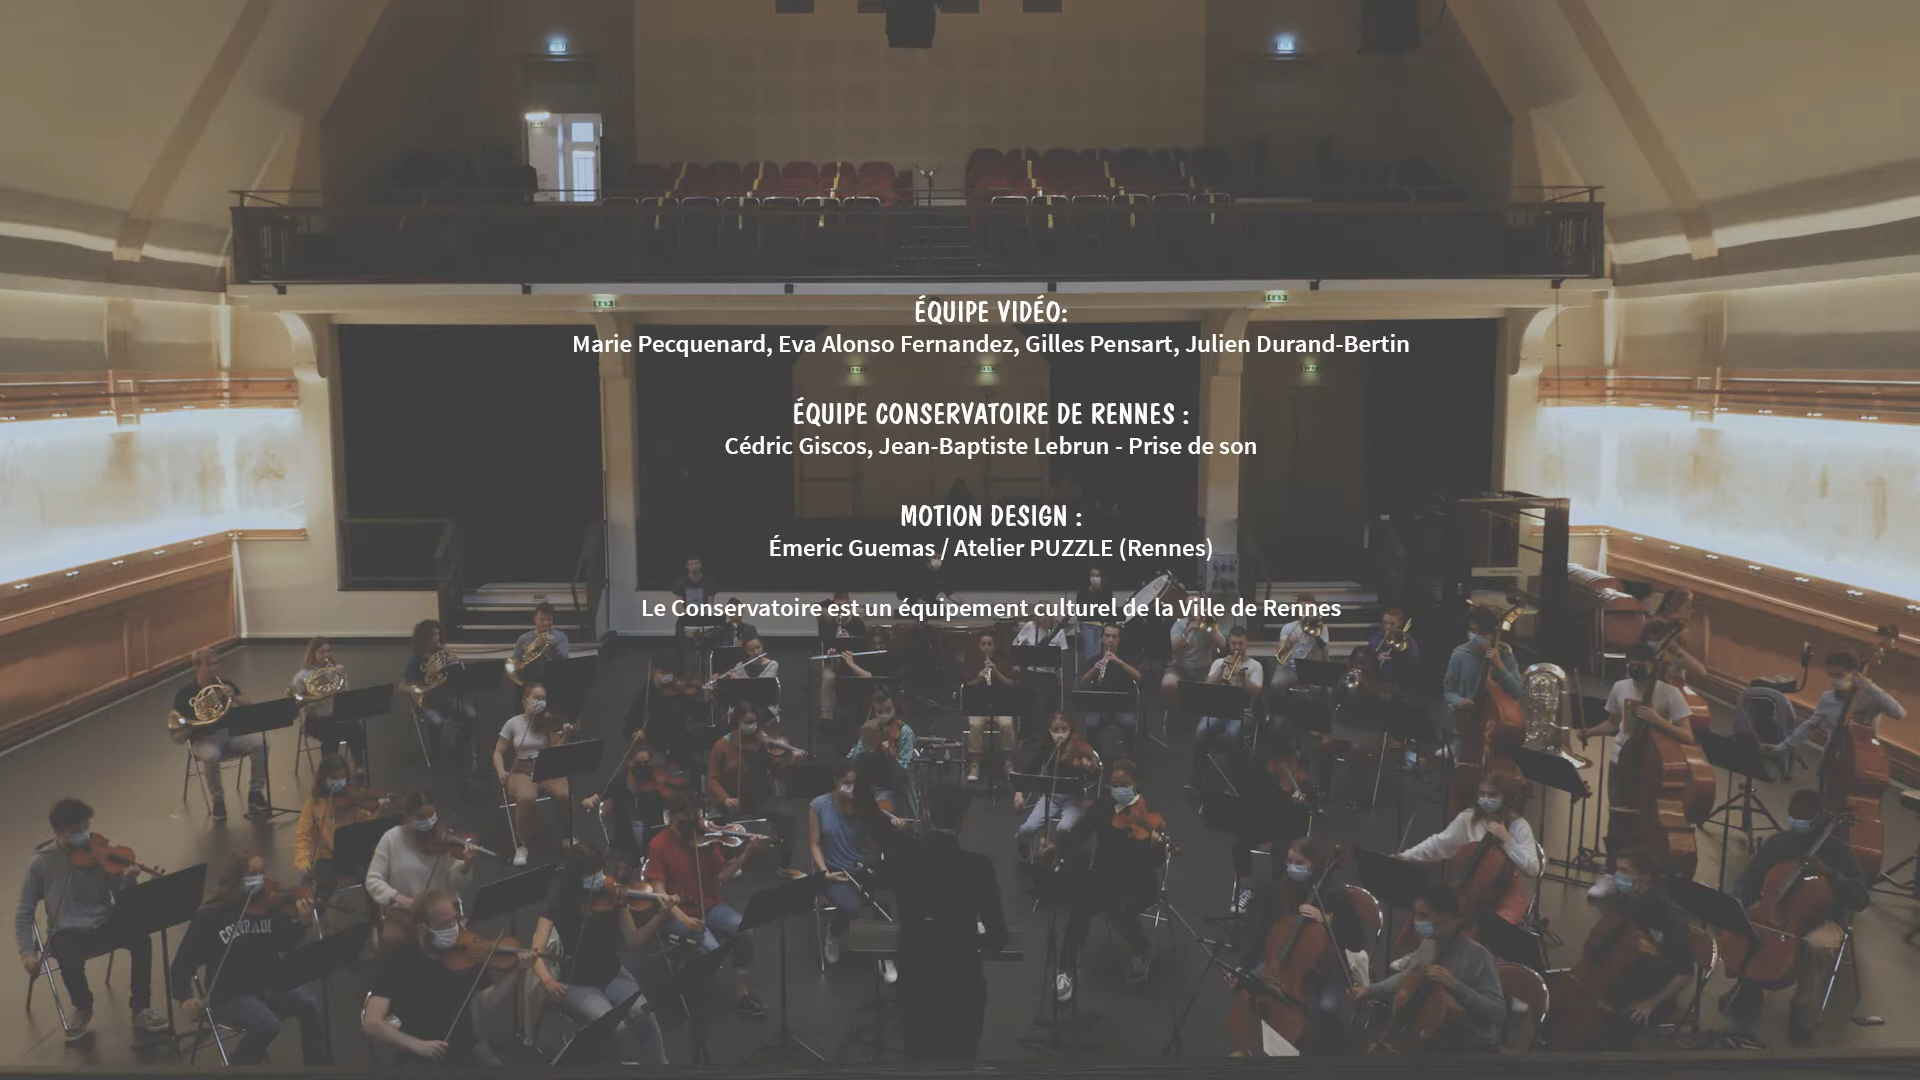 ÉQUIPE VIDÉO:
Marie Pecquenard, Eva Alonso Fernandez, Gilles Pensart, Julien Durand-Bertin
ÉQUIPE CONSERVATOIRE DE RENNES :
Cédric Giscos, Jean-Baptiste Lebrun - Prise de son
MOTION DESIGN :
Émeric Guemas / Atelier PUZZLE (Rennes)
Le Conservatoire est un équipement culturel de la Ville de Rennes